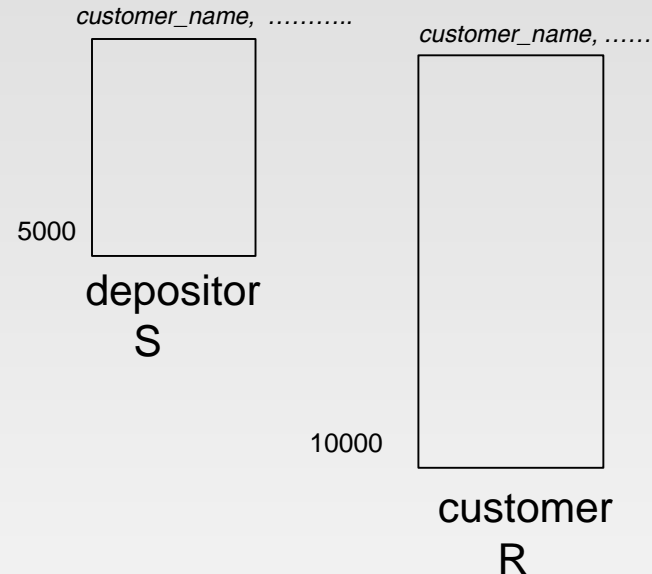 customer_name, ………..
5000
depositor
S
customer_name, ……
10000
customer
R